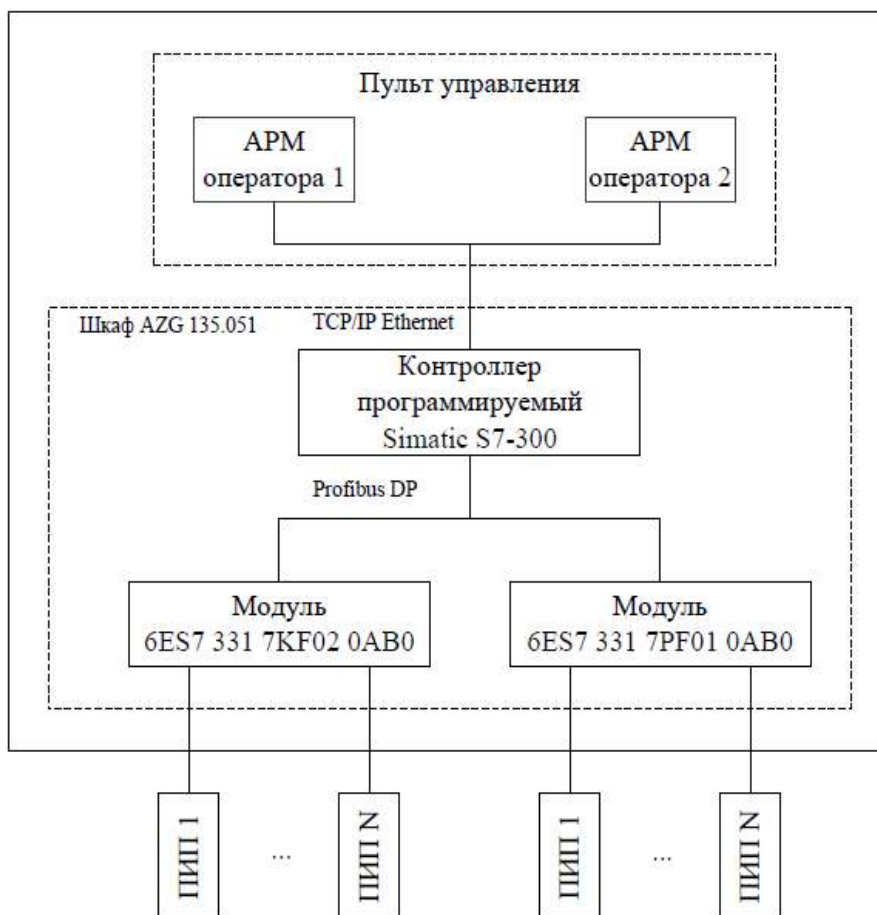 Пульт управления
АРМ
оператора 1
АРМ
оператора 2
Шкаф AZG 135.051
TCP/IP Ethernet
Контроллер
программируемый
Simatic S7-300
Profibus DP
Модуль
6ES7 331 7KF02 0AB0
Модуль
6ES7 331 7PF01 0AB0
ПИП 1
...
ПИП N
ПИП 1
...
ПИП N